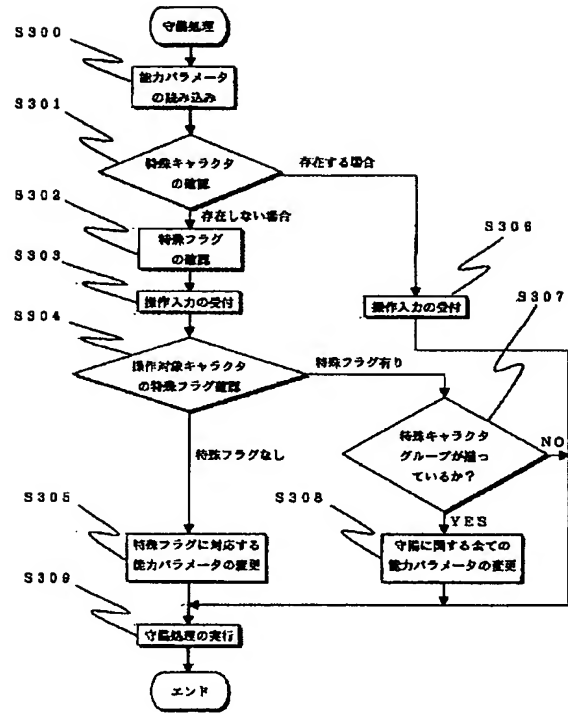 守備処理
S300
能力パラメータ
の読み込み
S301
特殊キャラクタ
の確認
存在する場合
S302
存在しない場合
特殊フラグ
の確認
S303
操作入力の受付
S306
操作入力の受付
S304
操作対象キャラクタ
の特殊フラグ確認
特殊フラグ有り
S307
特殊キャラクタ
グループが揃っ
ているか？
NO
特殊フラグなし
YES
S305
特殊フラグに対応する
能力パラメータの変更
S308
守備に関する全ての
能力パラメータの変更
S309
守備処理の実行
エンド